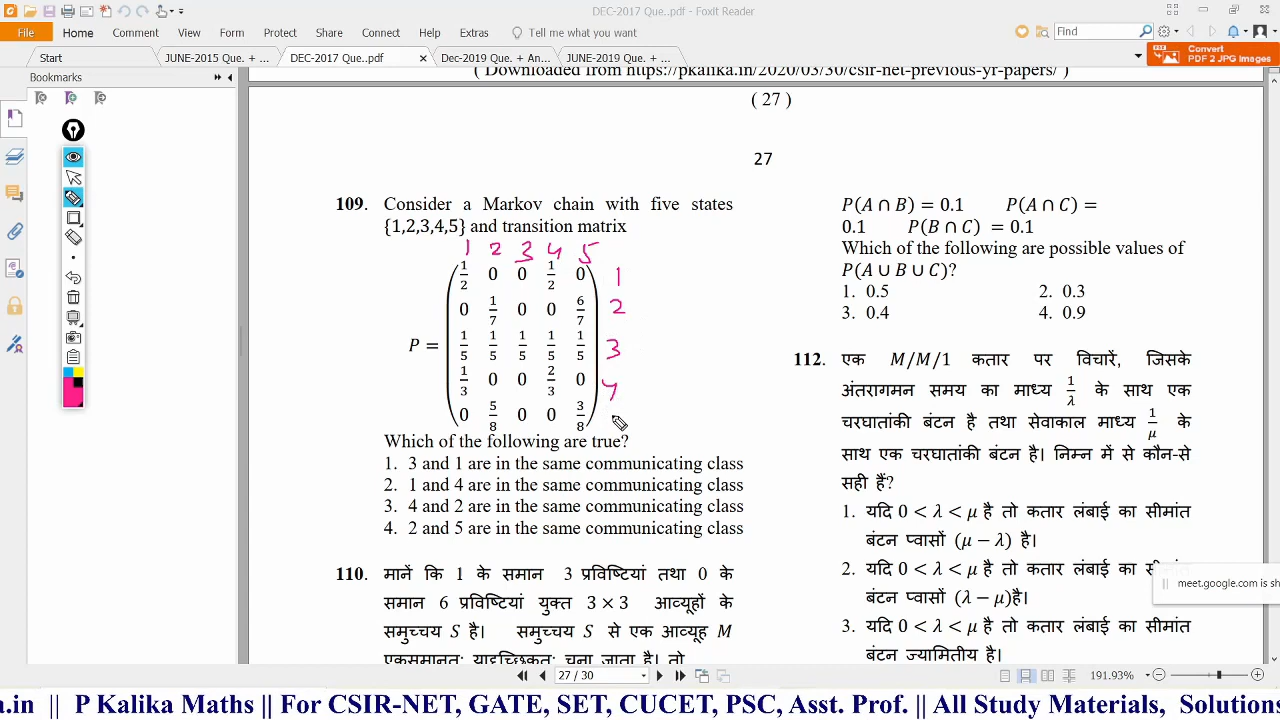 DEC-2017 Que..pdf - Foxit Reader
File Home Comment View Form Protect Share Connect Help Extras Tell me what you want... Find
Start JUNE-2015 Que. + ... DEC-2017 Que..pdf Dec-2019 Que. + An... JUNE-2019 Que. + ...
Convert
PDF 2 JPG Images
Bookmarks
( Downloaded from https://pkalika.in/2020/03/30/csir-net-previous-yr-papers/ )
( 27 )
27
109. Consider a Markov chain with five states
{1,2,3,4,5} and transition matrix
1 2 3 4 5
1/2 0 0 1/2 0 1
0 1/7 0 0 6/7 2
P = 1/5 1/5 1/5 1/5 1/5 3
1/3 0 0 2/3 0 4
0 5/8 0 0 3/8
Which of the following are true?
1. 3 and 1 are in the same communicating class
2. 1 and 4 are in the same communicating class
3. 4 and 2 are in the same communicating class
4. 2 and 5 are in the same communicating class
110. मानें कि 1 के समान 3 प्रविष्टियां तथा 0 के
समान 6 प्रविष्टियां युक्त 3 × 3 आव्यूहों के
समुच्चय S है। समुच्चय S से एक आव्यूह M
एकसमानतः यादृच्छिकतः चुना जाता है। तो
P(A ∩ B) = 0.1 P(A ∩ C) =
0.1 P(B ∩ C) = 0.1
Which of the following are possible values of
P(A ∪ B ∪ C)?
1. 0.5 2. 0.3
3. 0.4 4. 0.9
112. एक M/M/1 कतार पर विचारें, जिसके
अंतरागमन समय का माध्य 1/λ के साथ एक
चरघातांकी बंटन है तथा सेवाकाल माध्य 1/μ के
साथ एक चरघातांकी बंटन है। निम्न में से कौन-से
सही हैं?
1. यदि 0 < λ < μ है तो कतार लंबाई का सीमांत
बंटन प्वासों (μ − λ) है।
2. यदि 0 < λ < μ है तो कतार लंबाई का सीमांत
बंटन प्वासों (λ − μ)है।
3. यदि 0 < λ < μ है तो कतार लंबाई का सीमांत
बंटन ज्यामितीय है।
meet.google.com is sh
27 / 30 191.93%
a.in || P Kalika Maths || For CSIR-NET, GATE, SET, CUCET, PSC, Asst. Prof. || All Study Materials, Solutions